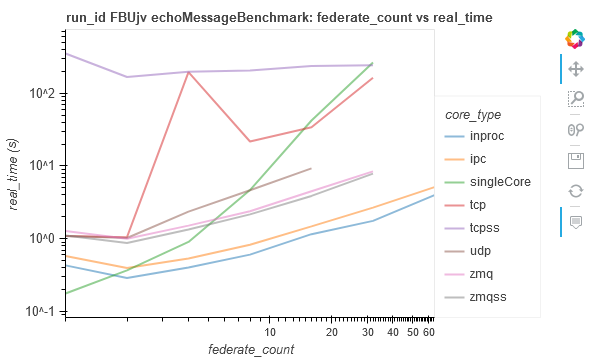 run_id FBUjv echoMessageBenchmark: federate_count vs real_time
real_time (s)
10^2
10^1
10^0
10^-1
10
20
30
40
50
60
federate_count
core_type
inproc
ipc
singleCore
tcp
tcpss
udp
zmq
zmqss